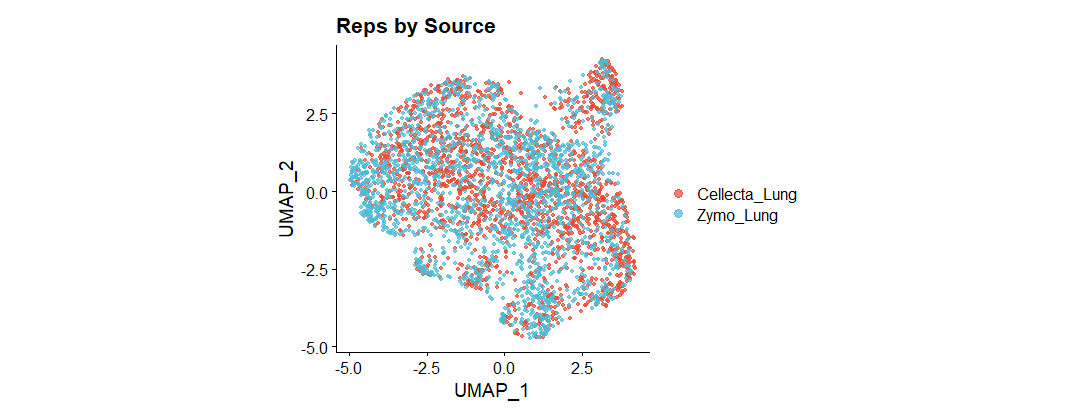 Reps by Source
2.5
0.0
-2.5
-5.0
UMAP_2
-5.0 -2.5 0.0 2.5
UMAP_1
Cellecta_Lung
Zymo_Lung